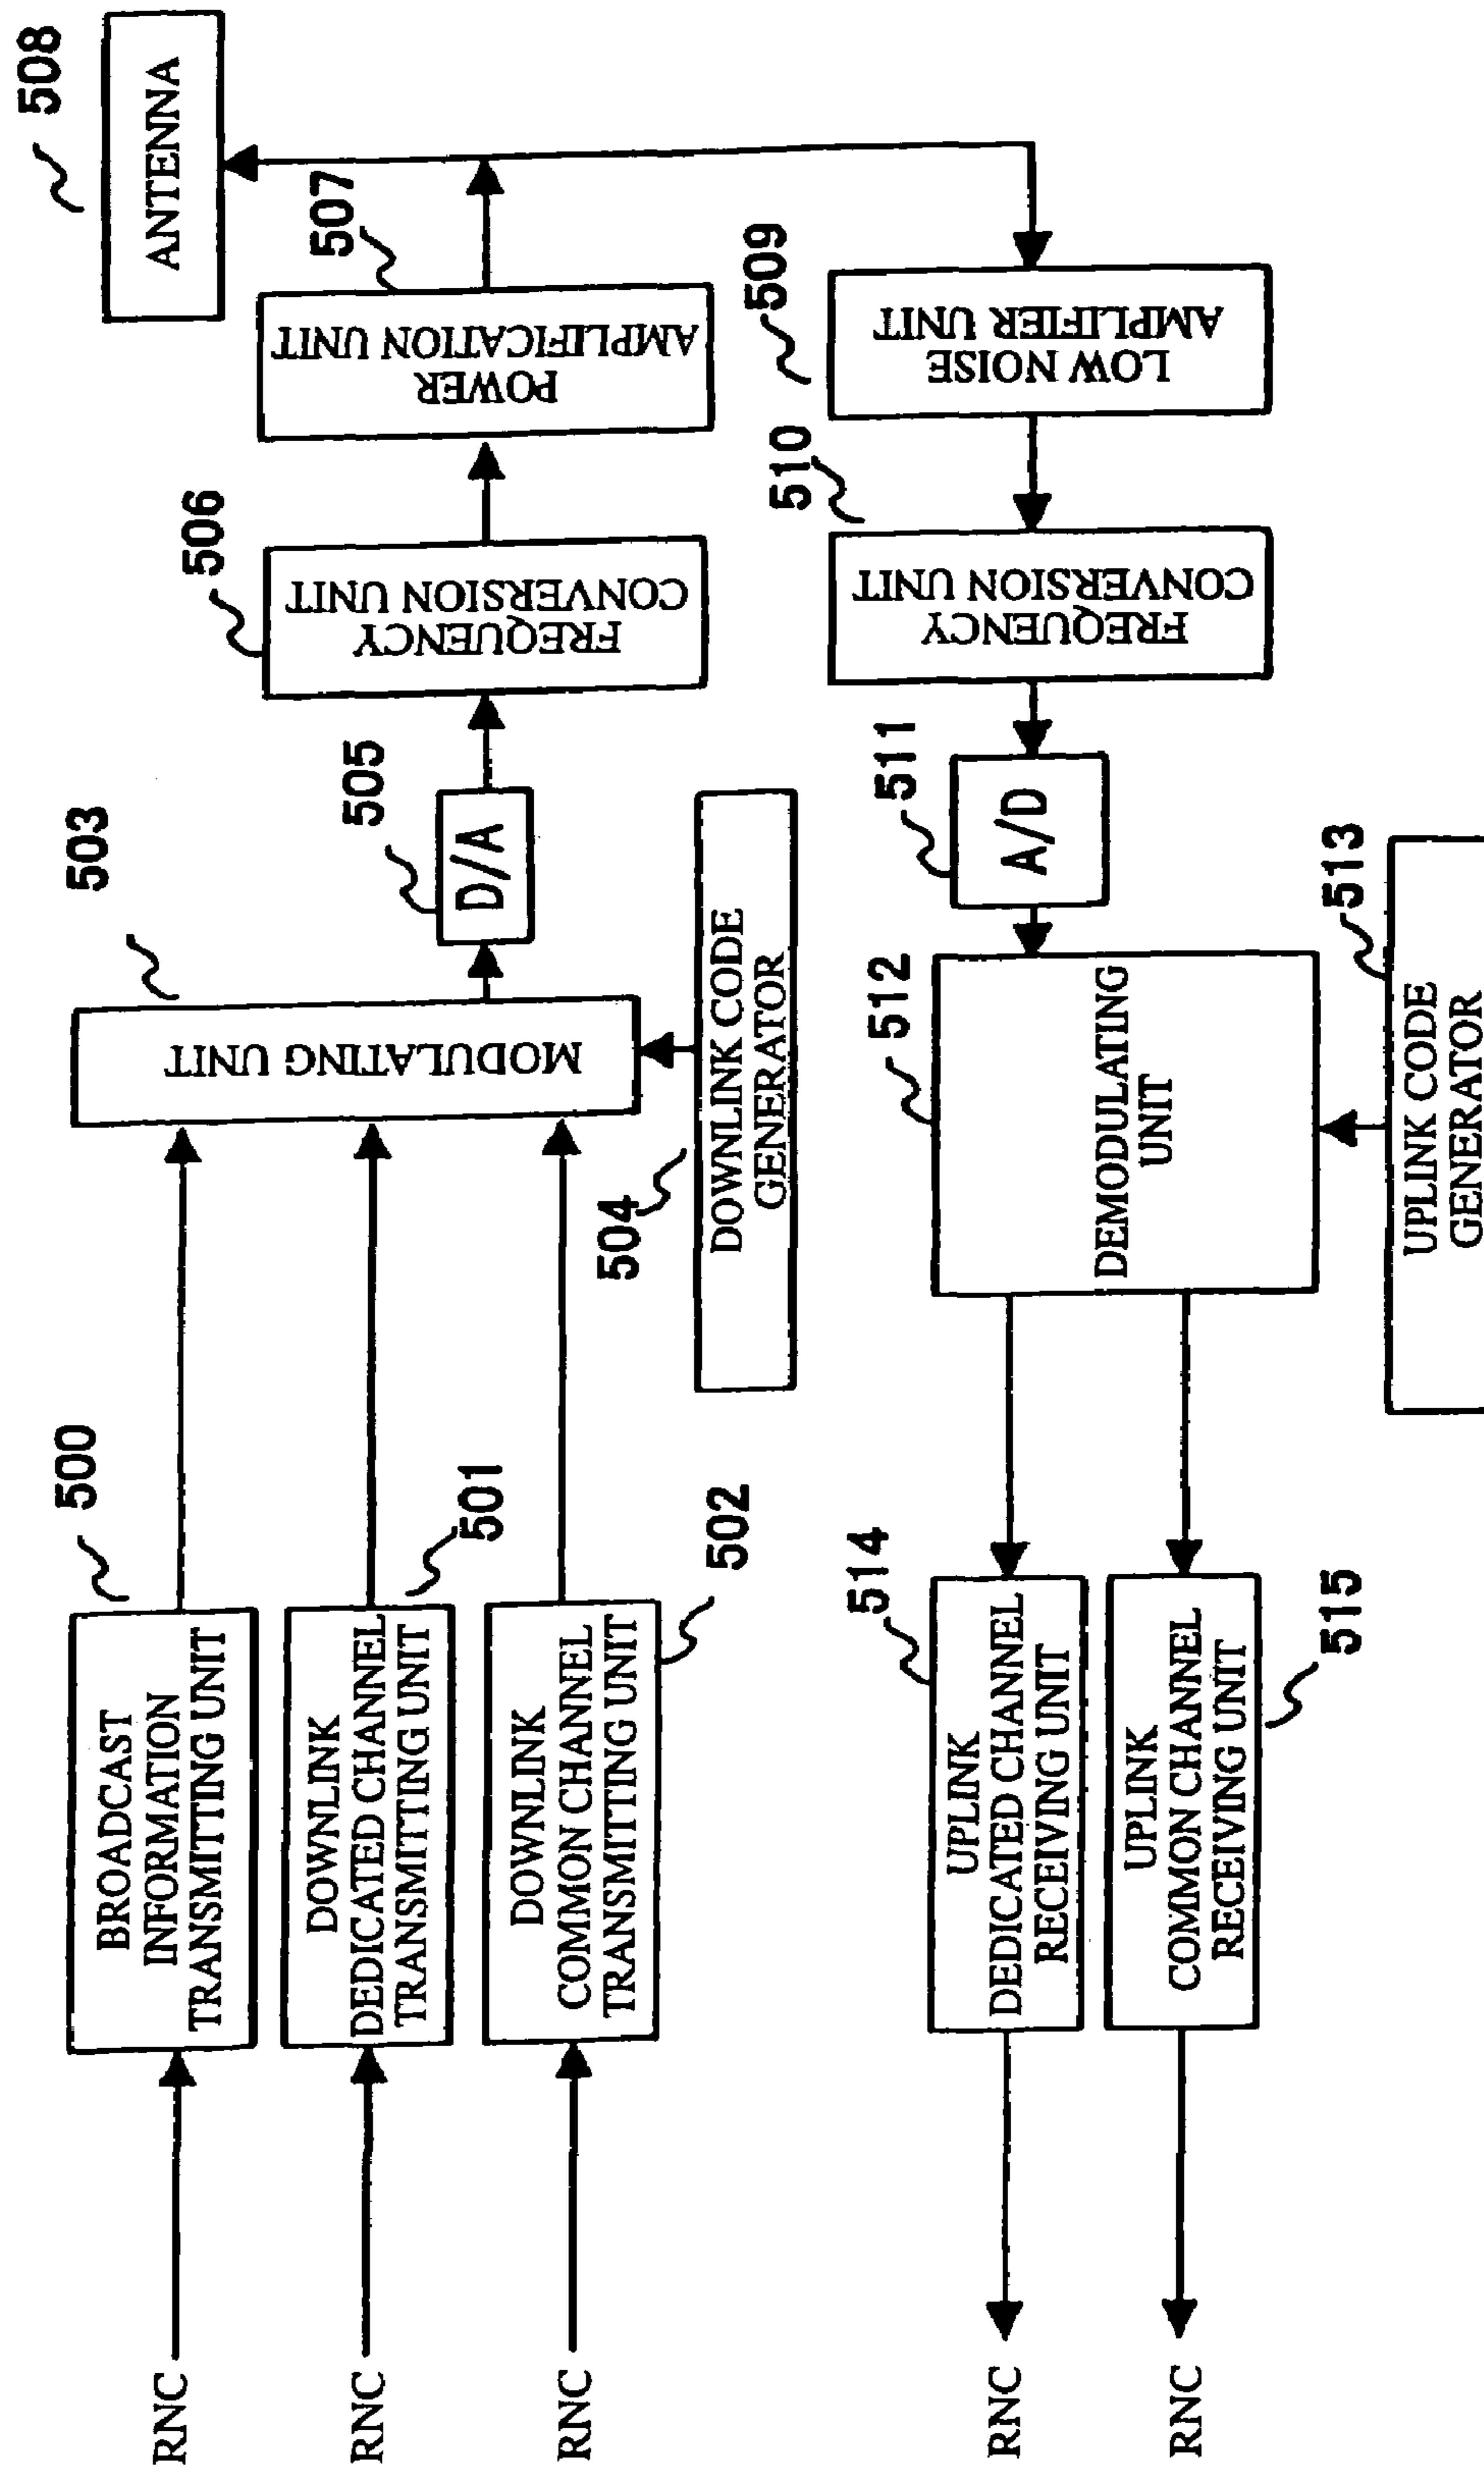 508
ANTENNA
507
POWER
AMPLIFICATION UNIT
506
FREQUENCY
CONVERSION UNIT
505
D/A
503
MODULATING UNIT
504
DOWNLINK CODE
GENERATOR
500
BROADCAST
INFORMATION
TRANSMITTING UNIT
501
DOWNLINK
DEDICATED CHANNEL
TRANSMITTING UNIT
502
DOWNLINK
COMMON CHANNEL
TRANSMITTING UNIT
RNC
RNC
RNC
509
LOW NOISE
AMPLIFIER UNIT
510
FREQUENCY
CONVERSION UNIT
511
A/D
512
DEMODULATING
UNIT
513
UPLINK CODE
GENERATOR
514
UPLINK
DEDICATED CHANNEL
RECEIVING UNIT
515
UPLINK
COMMON CHANNEL
RECEIVING UNIT
RNC
RNC